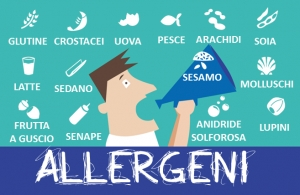 GLUTINE CROSTACEI UOVA PESCE ARACHIDI SOIA
SESAMO
LATTE SEDANO MOLLUSCHI
FRUTTA
A GUSCIO SENAPE ANIDRIDE
SOLFOROSA LUPINI
ALLERGENI